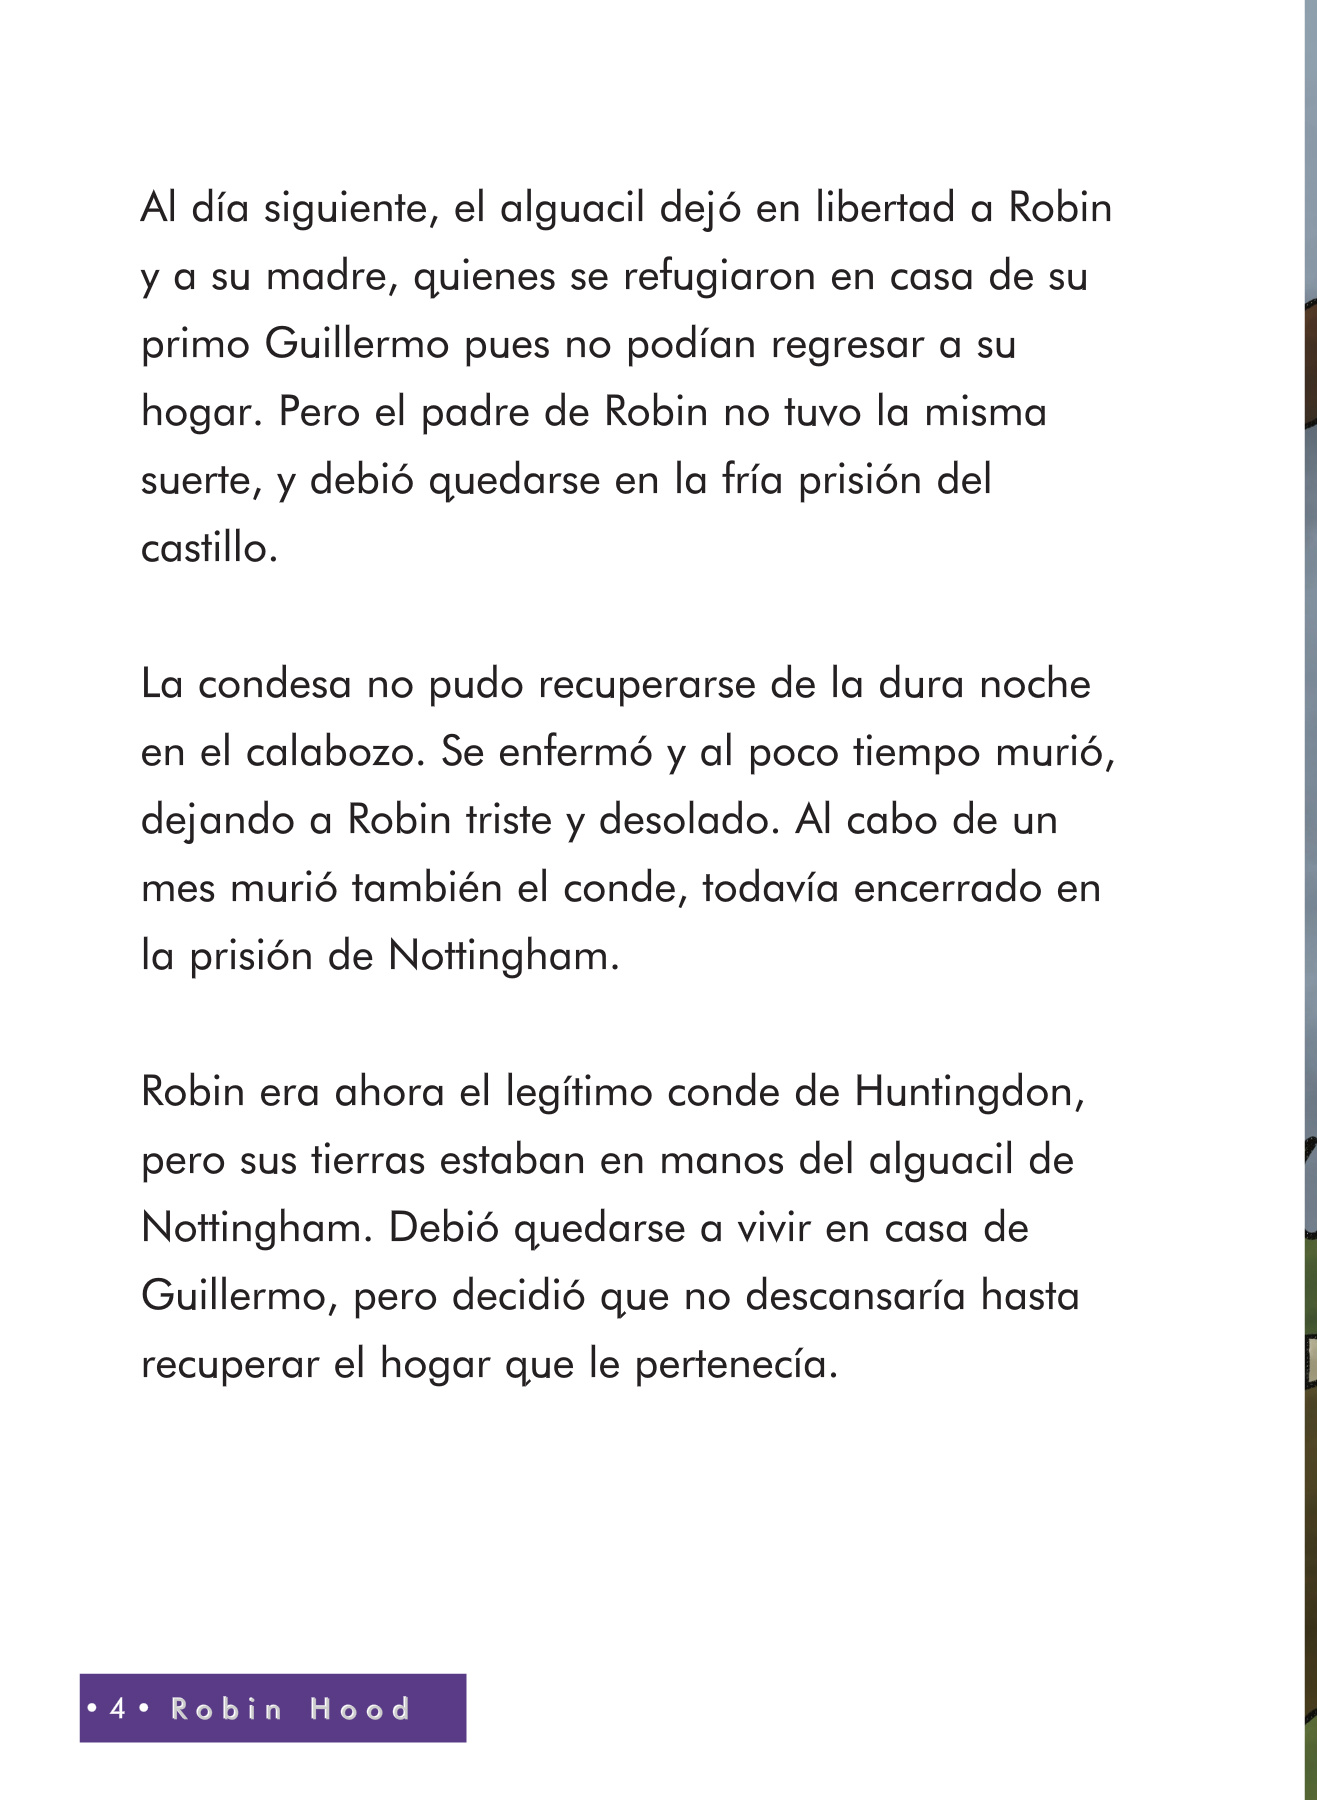 Al día siguiente, el alguacil dejó en libertad a Robin
y a su madre, quienes se refugiaron en casa de su
primo Guillermo pues no podían regresar a su
hogar. Pero el padre de Robin no tuvo la misma
suerte, y debió quedarse en la fría prisión del
castillo.
La condesa no pudo recuperarse de la dura noche
en el calabozo. Se enfermó y al poco tiempo murió,
dejando a Robin triste y desolado. Al cabo de un
mes murió también el conde, todavía encerrado en
la prisión de Nottingham.
Robin era ahora el legítimo conde de Huntingdon,
pero sus tierras estaban en manos del alguacil de
Nottingham. Debió quedarse a vivir en casa de
Guillermo, pero decidió que no descansaría hasta
recuperar el hogar que le pertenecía.
• 4 • Robin Hood